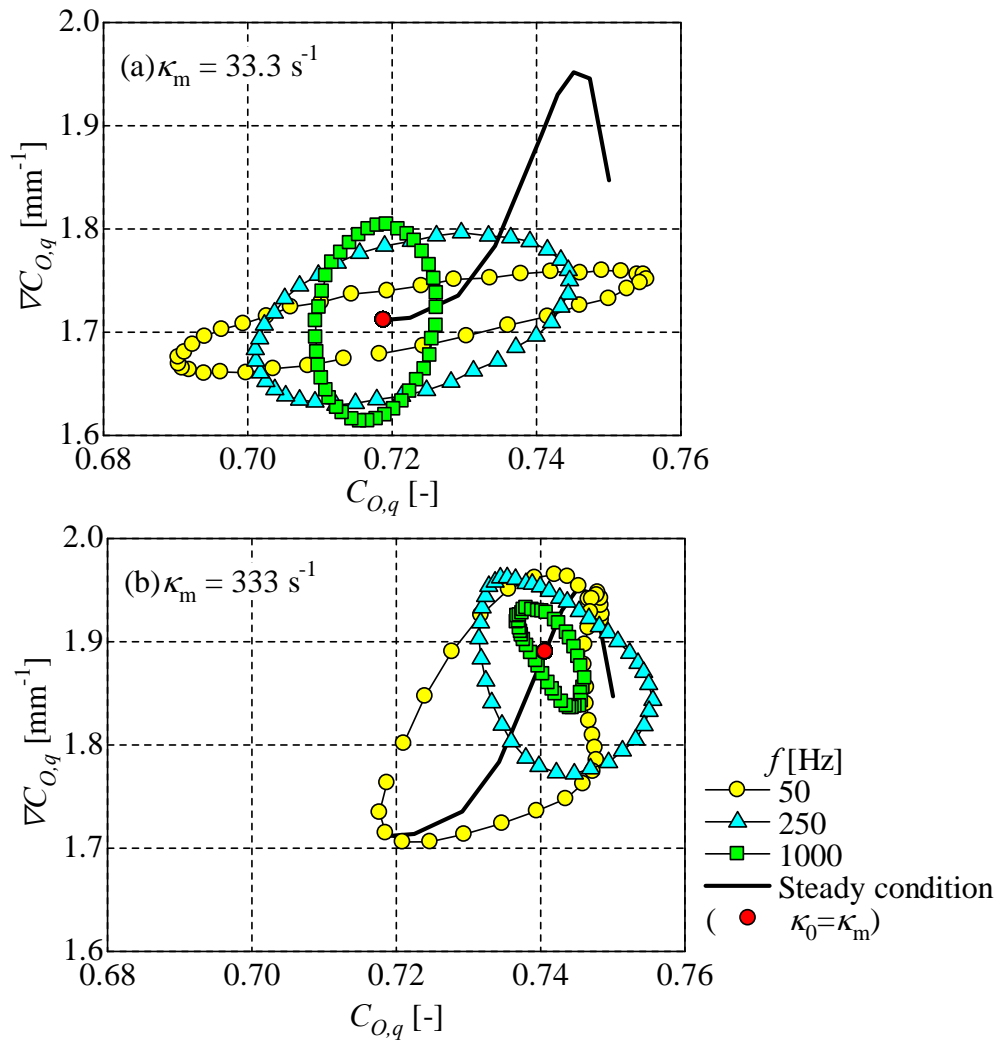 2.0
(a) κm = 33.3 s-1
1.9
∇CO,q [mm-1]
1.8
1.7
1.6
0.68 0.70 0.72 0.74 0.76
CO,q [-]
2.0
(b) κm = 333 s-1
1.9
∇CO,q [mm-1]
1.8
1.7
1.6
0.68 0.70 0.72 0.74 0.76
CO,q [-]
f [Hz]
50
250
1000
Steady condition
( κ0=κm)